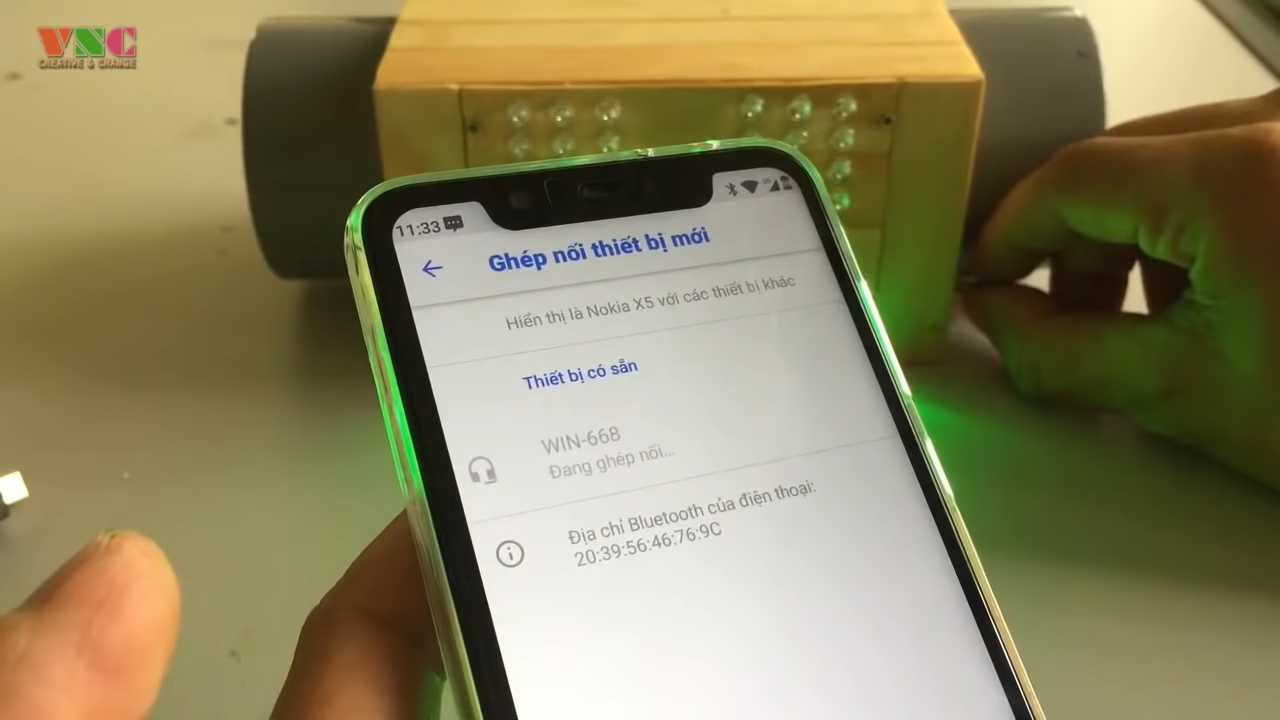 VNC
CREATIVE & CHANGE
11:33
3G
Ghép nối thiết bị mới
Hiển thị là Nokia X5 với các thiết bị khác
Thiết bị có sẵn
WIN-668
Đang ghép nối...
Địa chỉ Bluetooth của điện thoại:
20:39:56:46:76:9C